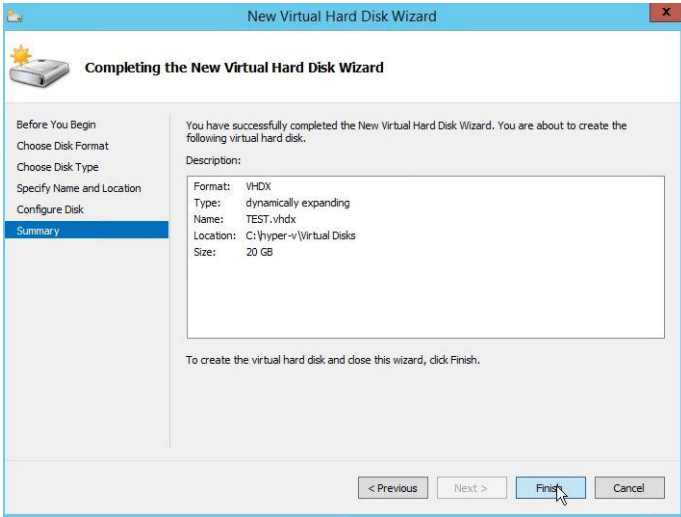 New Virtual Hard Disk Wizard
x
Completing the New Virtual Hard Disk Wizard
Before You Begin
Choose Disk Format
Choose Disk Type
Specify Name and Location
Configure Disk
Summary
You have successfully completed the New Virtual Hard Disk Wizard. You are about to create the
following virtual hard disk.
Description:
Format: VHDX
Type: dynamically expanding
Name: TEST.vhdx
Location: C:\hyper-v\Virtual Disks
Size: 20 GB
To create the virtual hard disk and close this wizard, click Finish.
< Previous Next > Finish Cancel